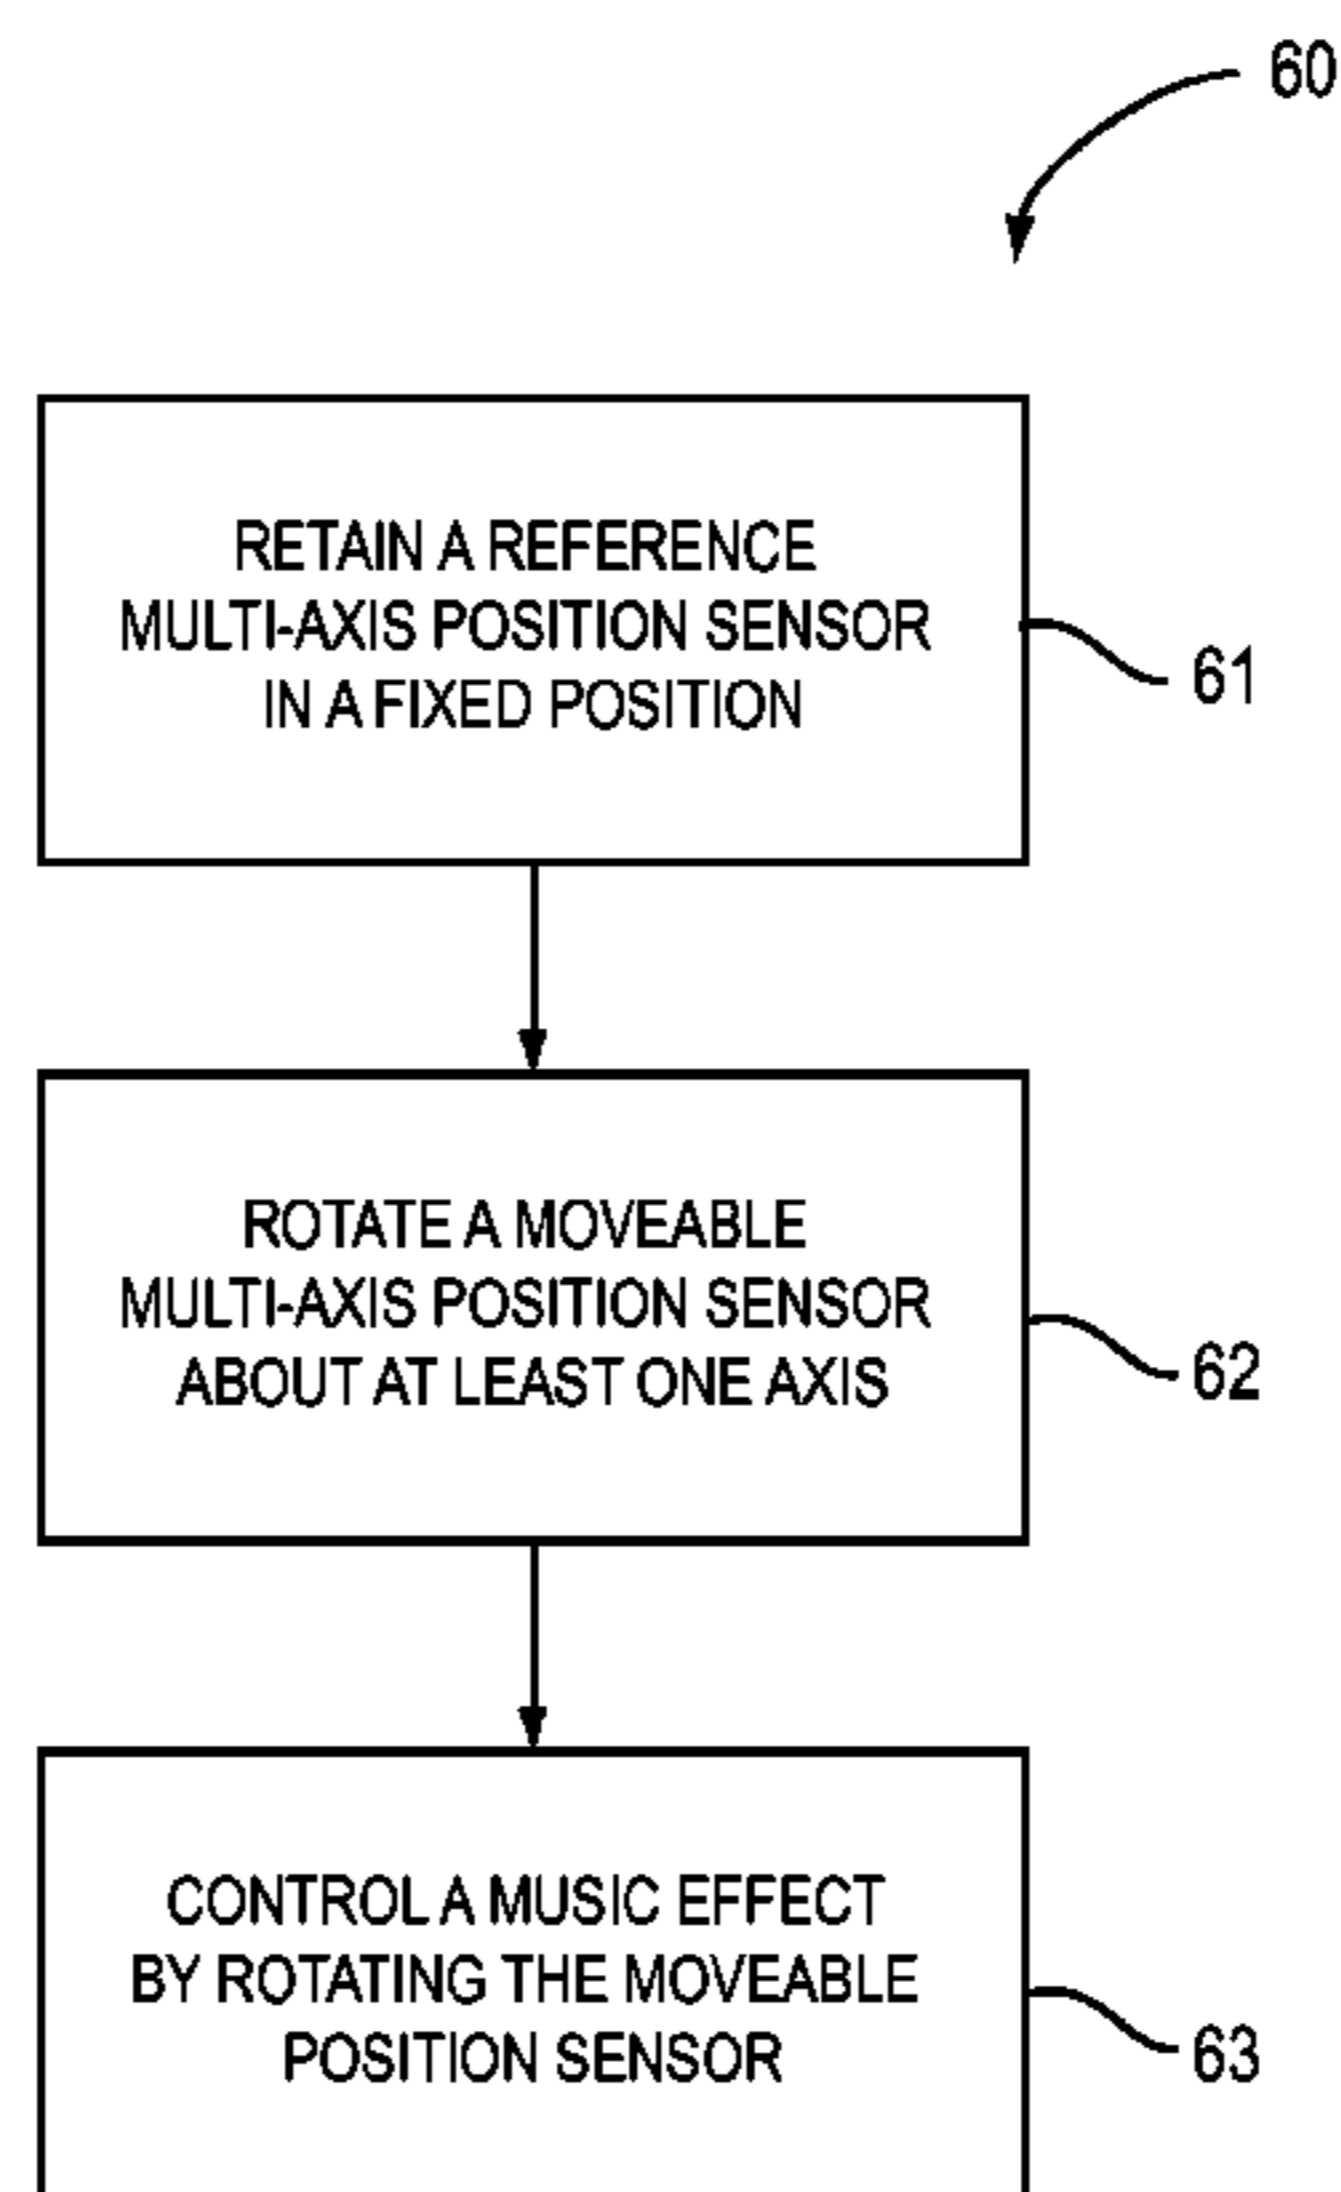 60
RETAIN A REFERENCE
MULTI-AXIS POSITION SENSOR
IN A FIXED POSITION
61
ROTATE A MOVEABLE
MULTI-AXIS POSITION SENSOR
ABOUT AT LEAST ONE AXIS
62
CONTROL A MUSIC EFFECT
BY ROTATING THE MOVEABLE
POSITION SENSOR
63